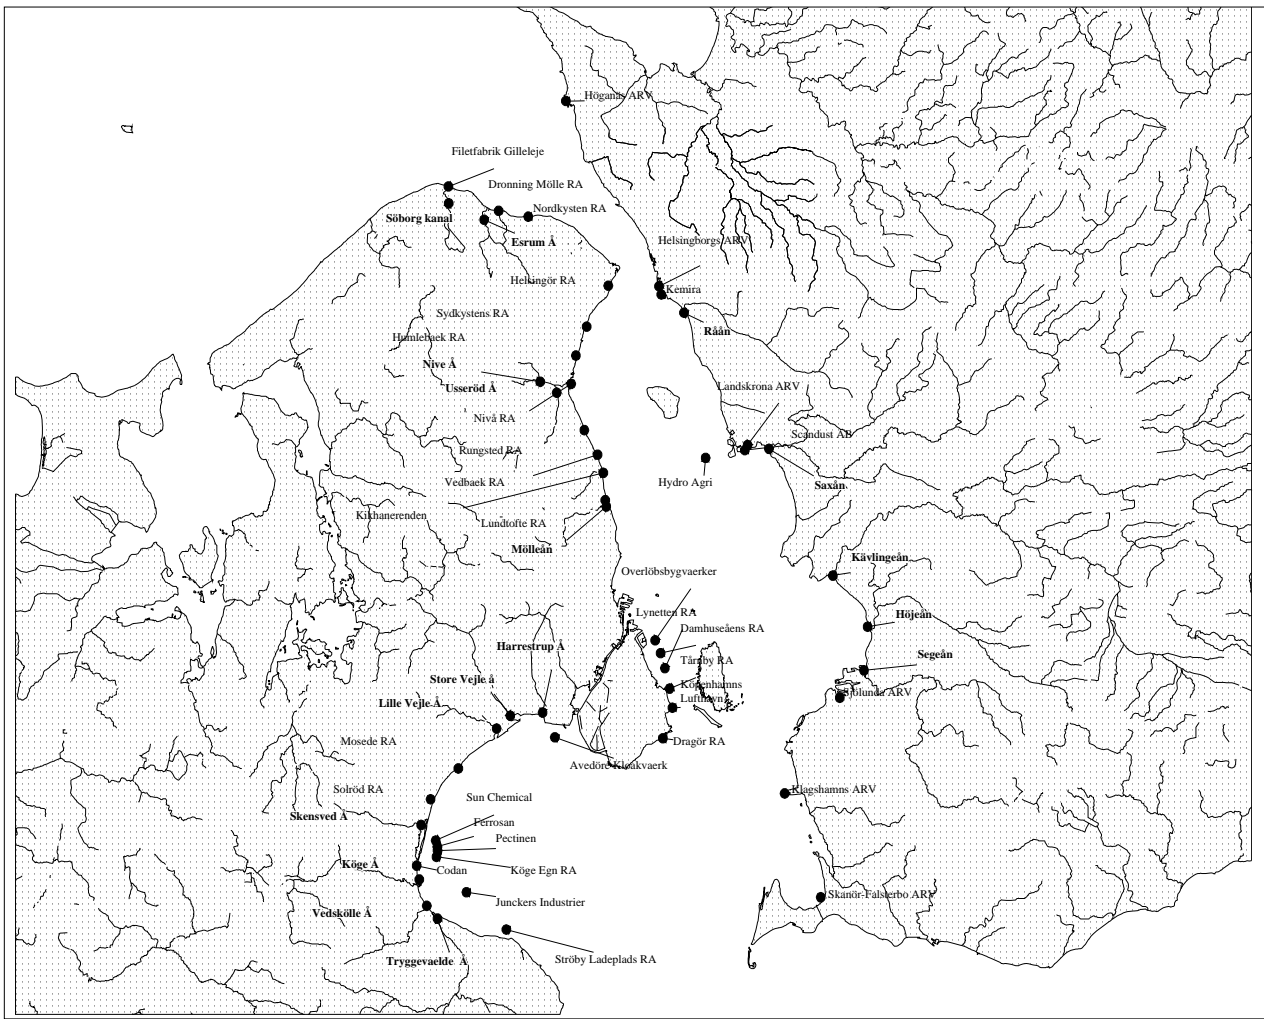 Höganäs ARV
Filetfabrik Gilleleje
Dronning Mölle RA
Nordkysten RA
Söborg kanal
Esrum Å
Helsingborgs ARV
Helsingör RA
Kemira
Sydkystens RA
Råån
Humlebaek RA
Nive Å
Usseröd Å
Landskrona ARV
Nivå RA
Scandust AB
Rungsted RA
Vedbaek RA
Hydro Agri
Saxån
Kikhanerenden
Lundtofte RA
Mölleån
Kävlingeån
Overlöbsbygvaerker
Lynetten RA
Höjeån
Damhuseåens RA
Harrestrup Å
Segeån
Tårnby RA
Store Vejle å
Köpenhamns
Lufthavn
Sjölunda ARV
Lille Vejle Å
Mosede RA
Dragör RA
Avedöre Kloakvaerk
Solröd RA
Sun Chemical
Klagshamns ARV
Skensved Å
Ferrosan
Pectinen
Köge Å
Codan
Köge Egn RA
Skanör-Falsterbo ARV
Junckers Industrier
Vedskölle Å
Tryggevaelde Å
Ströby Ladeplads RA